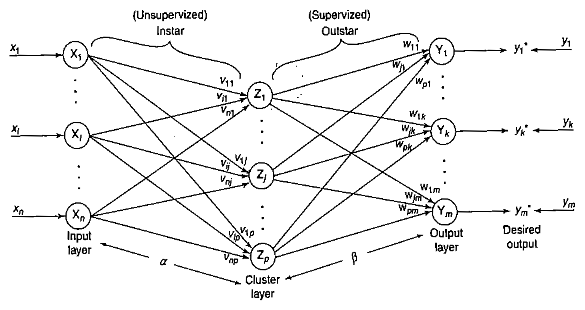 (Unsupervized) (Supervized)
Instar Outstar
x1 X1 v11 w11 Y1 y1* y1
vi1 wj1
vn1 Z1 wp1
w1k
xi Xi wjk Yk yk* yk
vij v1j wpk
vnj Zj
w1m
wjm
xn Xn wpm Ym ym* ym
vip v1p
vnp Zp
Input layer
α
Cluster layer
β
Output layer
Desired output